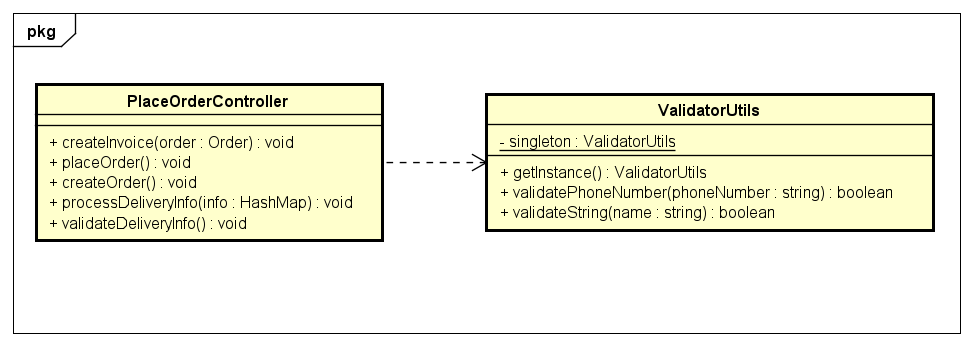 pkg
PlaceOrderController
+ createInvoice(order : Order) : void
+ placeOrder() : void
+ createOrder() : void
+ processDeliveryInfo(info : HashMap) : void
+ validateDeliveryInfo() : void
ValidatorUtils
- singleton : ValidatorUtils
+ getInstance() : ValidatorUtils
+ validatePhoneNumber(phoneNumber : string) : boolean
+ validateString(name : string) : boolean